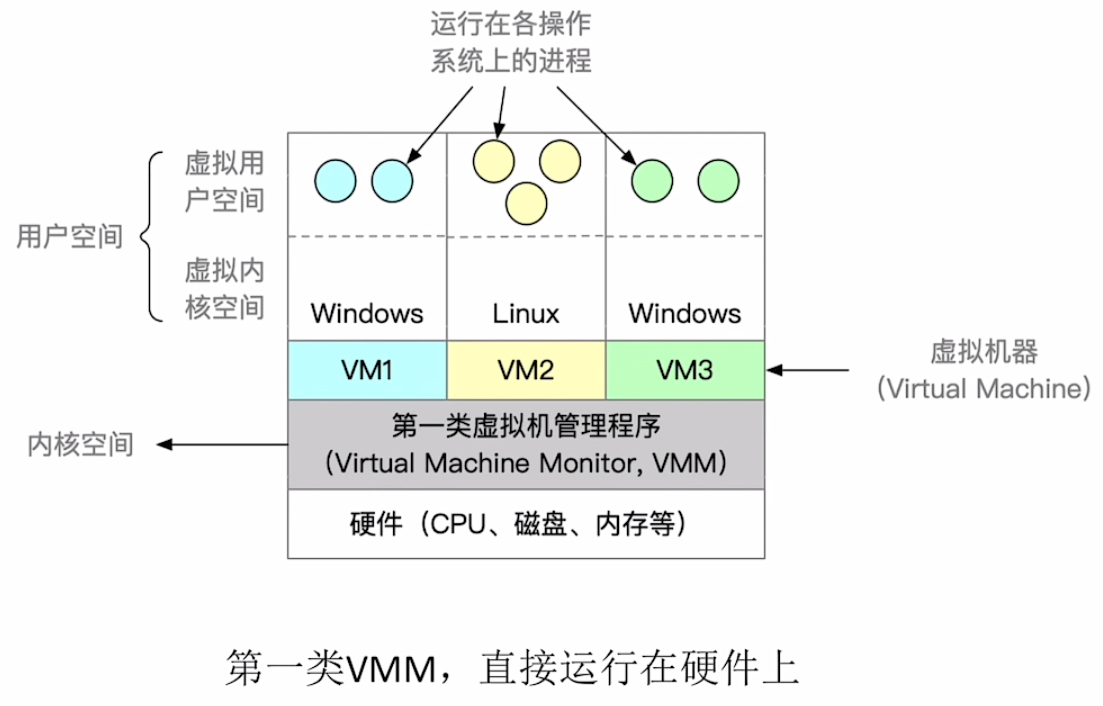 运行在各操作
系统上的进程
虚拟用
户空间
用户空间
虚拟内
核空间
Windows
Linux
Windows
VM1
VM2
VM3
虚拟机器
（Virtual Machine）
第一类虚拟机管理程序
（Virtual Machine Monitor, VMM）
内核空间
硬件（CPU、磁盘、内存等）
第一类VMM，直接运行在硬件上